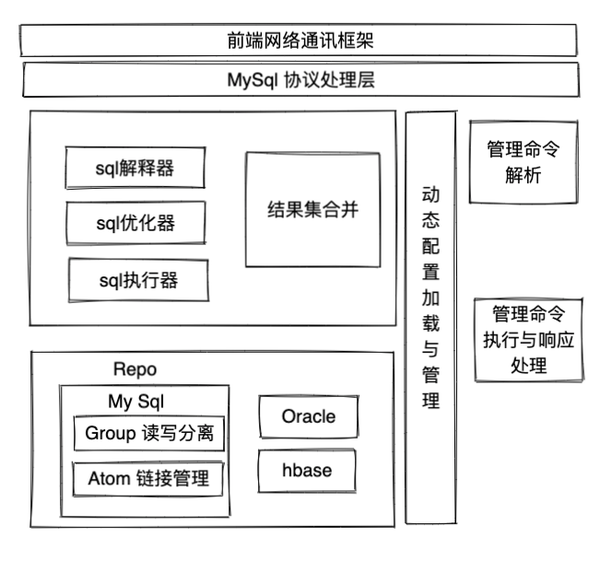 前端网络通讯框架
MySql 协议处理层
sql解释器
sql优化器
sql执行器
结果集合并
动态配置加载与管理
管理命令
解析
管理命令
执行与响应
处理
Repo
My Sql
Group 读写分离
Atom 链接管理
Oracle
hbase